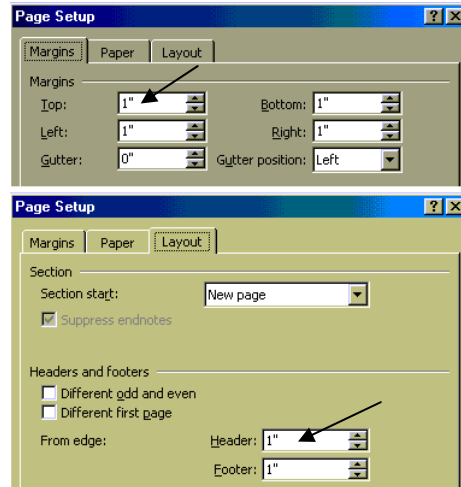 Page Setup
Margins Paper Layout
Margins
Top: 1" Bottom: 1"
Left: 1" Right: 1"
Gutter: 0" Gutter position: Left
Page Setup
Margins Paper Layout
Section
Section start: New page
Suppress endnotes
Headers and footers
Different odd and even
Different first page
From edge: Header: 1"
Footer: 1"